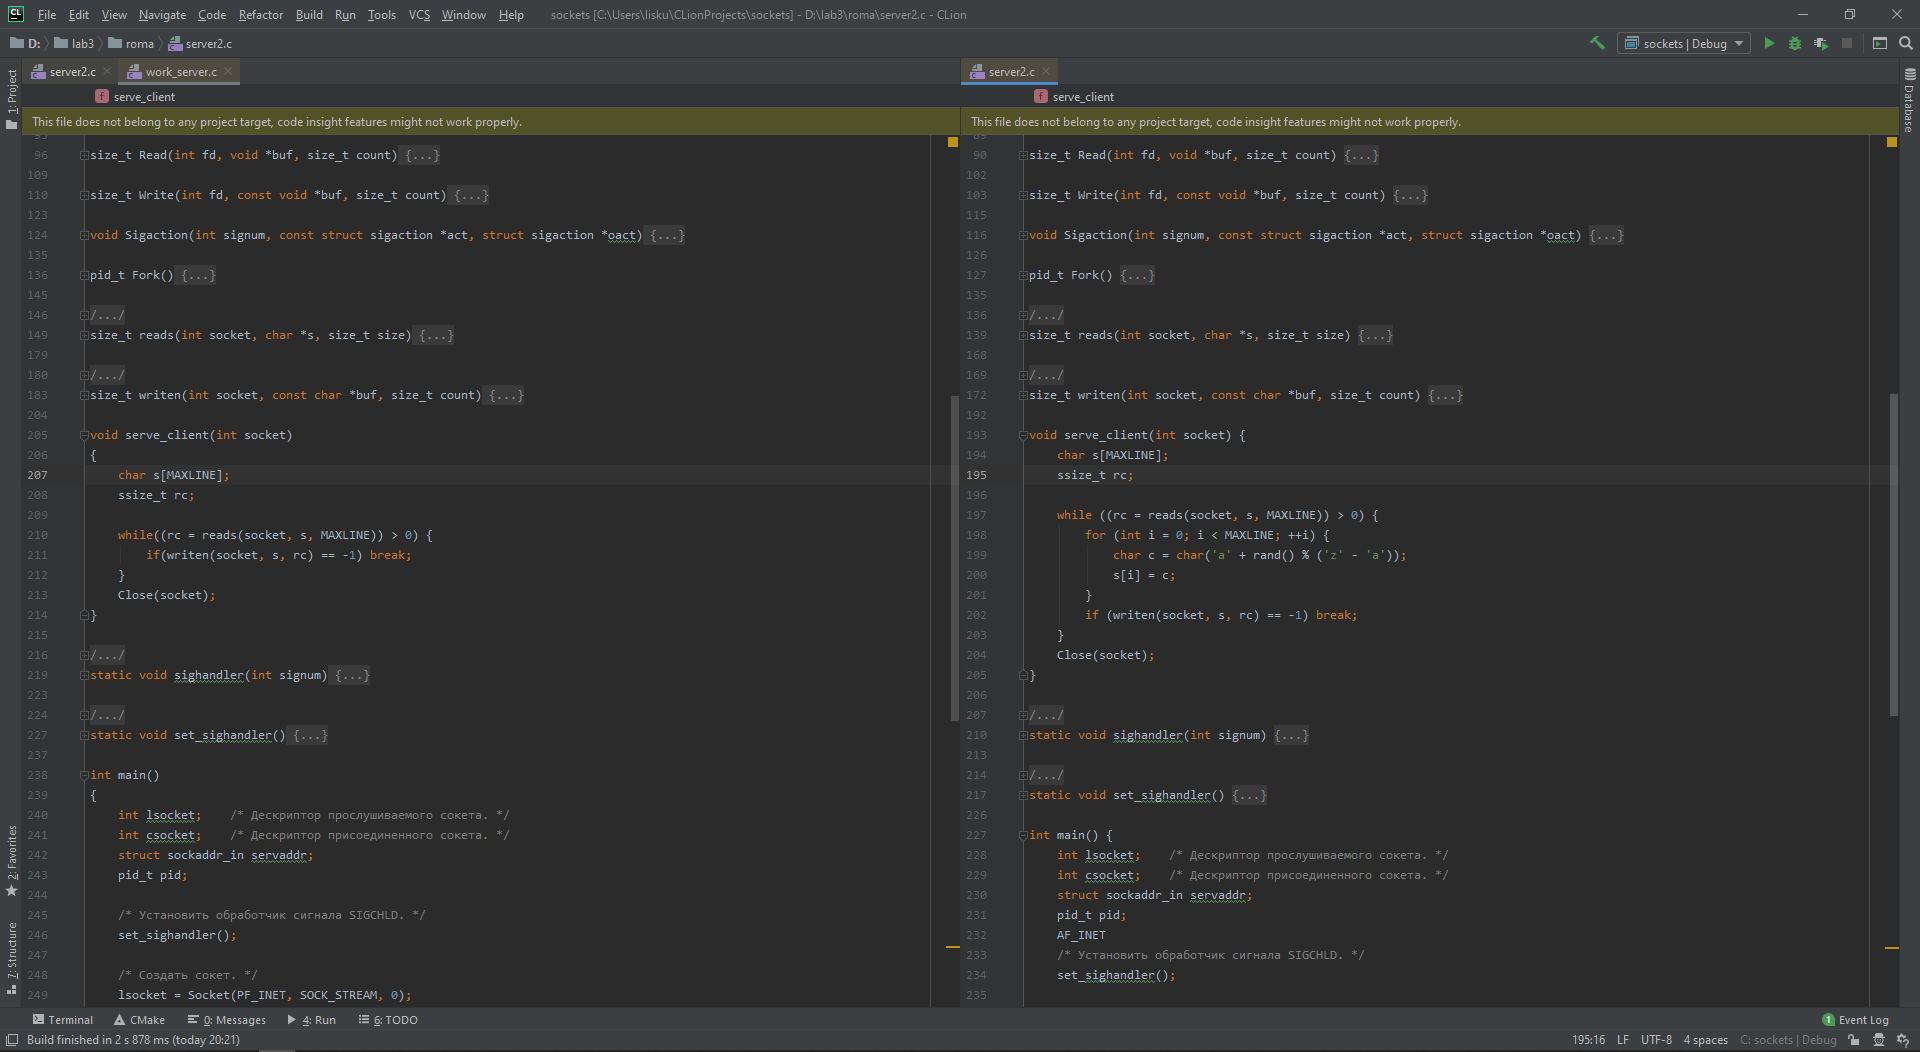 CL File Edit View Navigate Code Refactor Build Run Tools VCS Window Help sockets [C:\Users\lisku\CLionProjects\sockets] - D:\lab3\roma\server2.c - CLion
D: lab3 roma server2.c
sockets | Debug
server2.c work_server.c
serve_client
This file does not belong to any project target, code insight features might not work properly.
95
96 size_t Read(int fd, void *buf, size_t count) {...}
109
110 size_t Write(int fd, const void *buf, size_t count) {...}
123
124 void Sigaction(int signum, const struct sigaction *act, struct sigaction *oact) {...}
135
136 pid_t Fork() {...}
145
146 /.../
149 size_t reads(int socket, char *s, size_t size) {...}
179
180 /.../
183 size_t writen(int socket, const char *buf, size_t count) {...}
204
205 void serve_client(int socket)
206 {
207 char s[MAXLINE];
208 ssize_t rc;
209
210 while((rc = reads(socket, s, MAXLINE)) > 0) {
211 if(writen(socket, s, rc) == -1) break;
212 }
213 Close(socket);
214 }
215
216 /.../
219 static void sighandler(int signum) {...}
223
224 /.../
227 static void set_sighandler() {...}
237
238 int main()
239 {
240 int lsocket; /* Дескриптор прослушиваемого сокета. */
241 int csocket; /* Дескриптор присоединенного сокета. */
242 struct sockaddr_in servaddr;
243 pid_t pid;
244
245 /* Установить обработчик сигнала SIGCHLD. */
246 set_sighandler();
247
248 /* Создать сокет. */
249 lsocket = Socket(PF_INET, SOCK_STREAM, 0);
server2.c
serve_client
This file does not belong to any project target, code insight features might not work properly.
89
90 size_t Read(int fd, void *buf, size_t count) {...}
102
103 size_t Write(int fd, const void *buf, size_t count) {...}
115
116 void Sigaction(int signum, const struct sigaction *act, struct sigaction *oact) {...}
126
127 pid_t Fork() {...}
135
136 /.../
139 size_t reads(int socket, char *s, size_t size) {...}
168
169 /.../
172 size_t writen(int socket, const char *buf, size_t count) {...}
192
193 void serve_client(int socket) {
194 char s[MAXLINE];
195 ssize_t rc;
196
197 while ((rc = reads(socket, s, MAXLINE)) > 0) {
198 for (int i = 0; i < MAXLINE; ++i) {
199 char c = char('a' + rand() % ('z' - 'a'));
200 s[i] = c;
201 }
202 if (writen(socket, s, rc) == -1) break;
203 }
204 Close(socket);
205 }
206
207 /.../
210 static void sighandler(int signum) {...}
213
214 /.../
217 static void set_sighandler() {...}
226
227 int main() {
228 int lsocket; /* Дескриптор прослушиваемого сокета. */
229 int csocket; /* Дескриптор присоединенного сокета. */
230 struct sockaddr_in servaddr;
231 pid_t pid;
232 AF_INET
233 /* Установить обработчик сигнала SIGCHLD. */
234 set_sighandler();
235
1: Project
2: Favorites
7: Structure
Database
Terminal CMake 0: Messages 4: Run 6: TODO 1 Event Log
Build finished in 2 s 878 ms (today 20:21) 195:16 LF UTF-8 4 spaces C: sockets | Debug